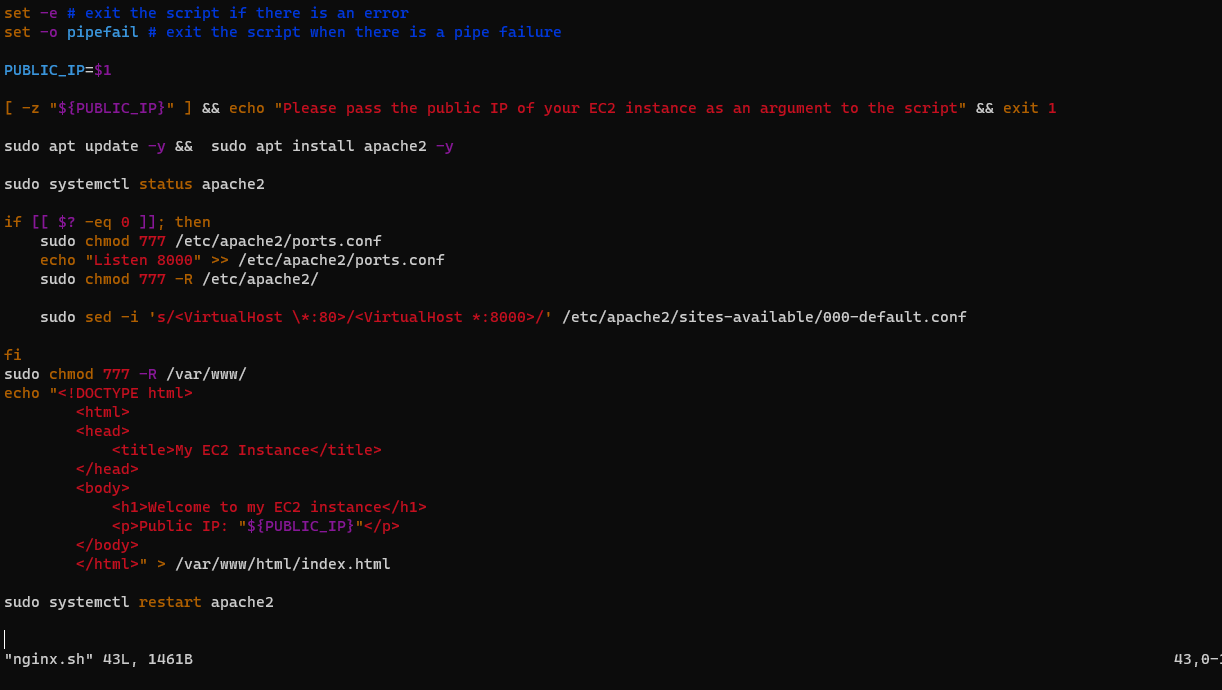 set -e # exit the script if there is an error
set -o pipefail # exit the script when there is a pipe failure

PUBLIC_IP=$1

[ -z "${PUBLIC_IP}" ] && echo "Please pass the public IP of your EC2 instance as an argument to the script" && exit 1

sudo apt update -y &&  sudo apt install apache2 -y

sudo systemctl status apache2

if [[ $? -eq 0 ]]; then
    sudo chmod 777 /etc/apache2/ports.conf
    echo "Listen 8000" >> /etc/apache2/ports.conf
    sudo chmod 777 -R /etc/apache2/

    sudo sed -i 's/<VirtualHost \*:80>/<VirtualHost *:8000>/' /etc/apache2/sites-available/000-default.conf

fi
sudo chmod 777 -R /var/www/
echo "<!DOCTYPE html>
        <html>
        <head>
            <title>My EC2 Instance</title>
        </head>
        <body>
            <h1>Welcome to my EC2 instance</h1>
            <p>Public IP: "${PUBLIC_IP}"</p>
        </body>
        </html>" > /var/www/html/index.html

sudo systemctl restart apache2

"nginx.sh" 43L, 1461B 43,0-1